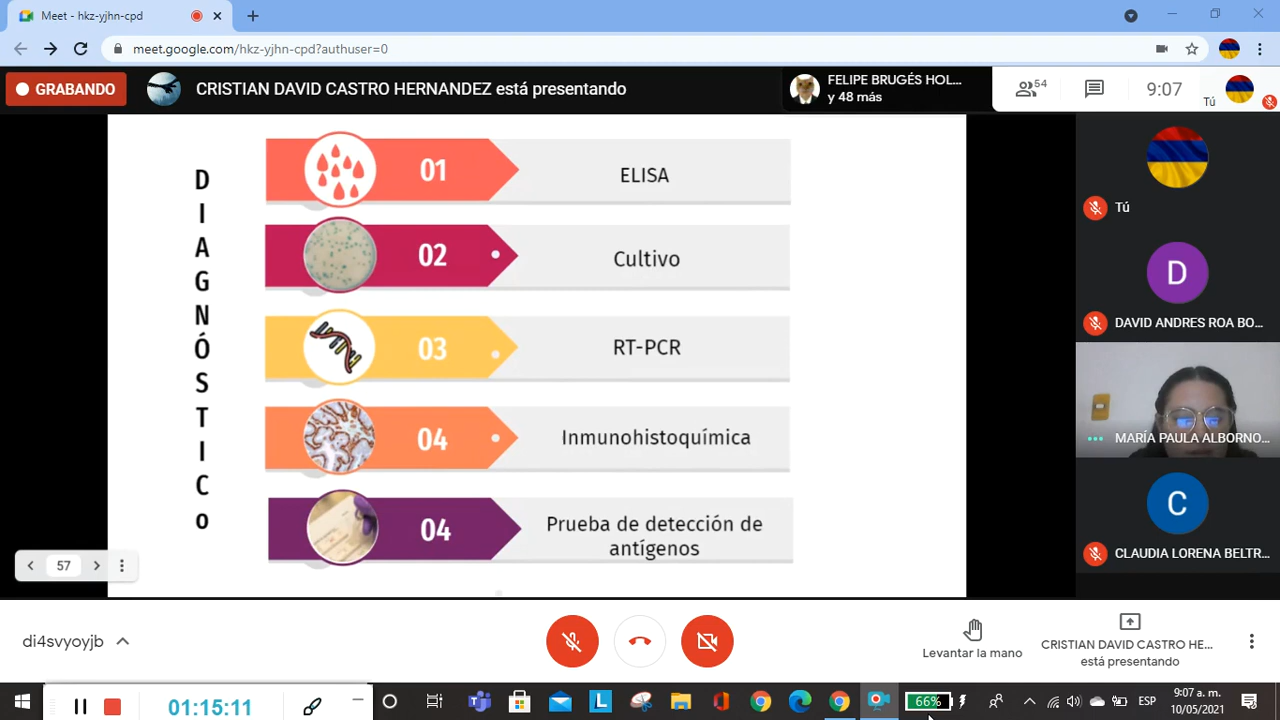 Meet - hkz-yjhn-cpd
meet.google.com/hkz-yjhn-cpd?authuser=0
GRABANDO
CRISTIAN DAVID CASTRO HERNANDEZ está presentando
FELIPE BRUGÉS HOL...
y 48 más
54
9:07
Tú
DIAGNÓSTICo
01
ELISA
02
Cultivo
03
RT-PCR
04
Inmunohistoquímica
04
Prueba de detección de
antígenos
57
Tú
D
DAVID ANDRES ROA BO...
MARÍA PAULA ALBORNO...
C
CLAUDIA LORENA BELTR...
di4svyoyjb
Levantar la mano
CRISTIAN DAVID CASTRO HE...
está presentando
01:15:11
L
66%
ESP
9:07 a. m.
10/05/2021